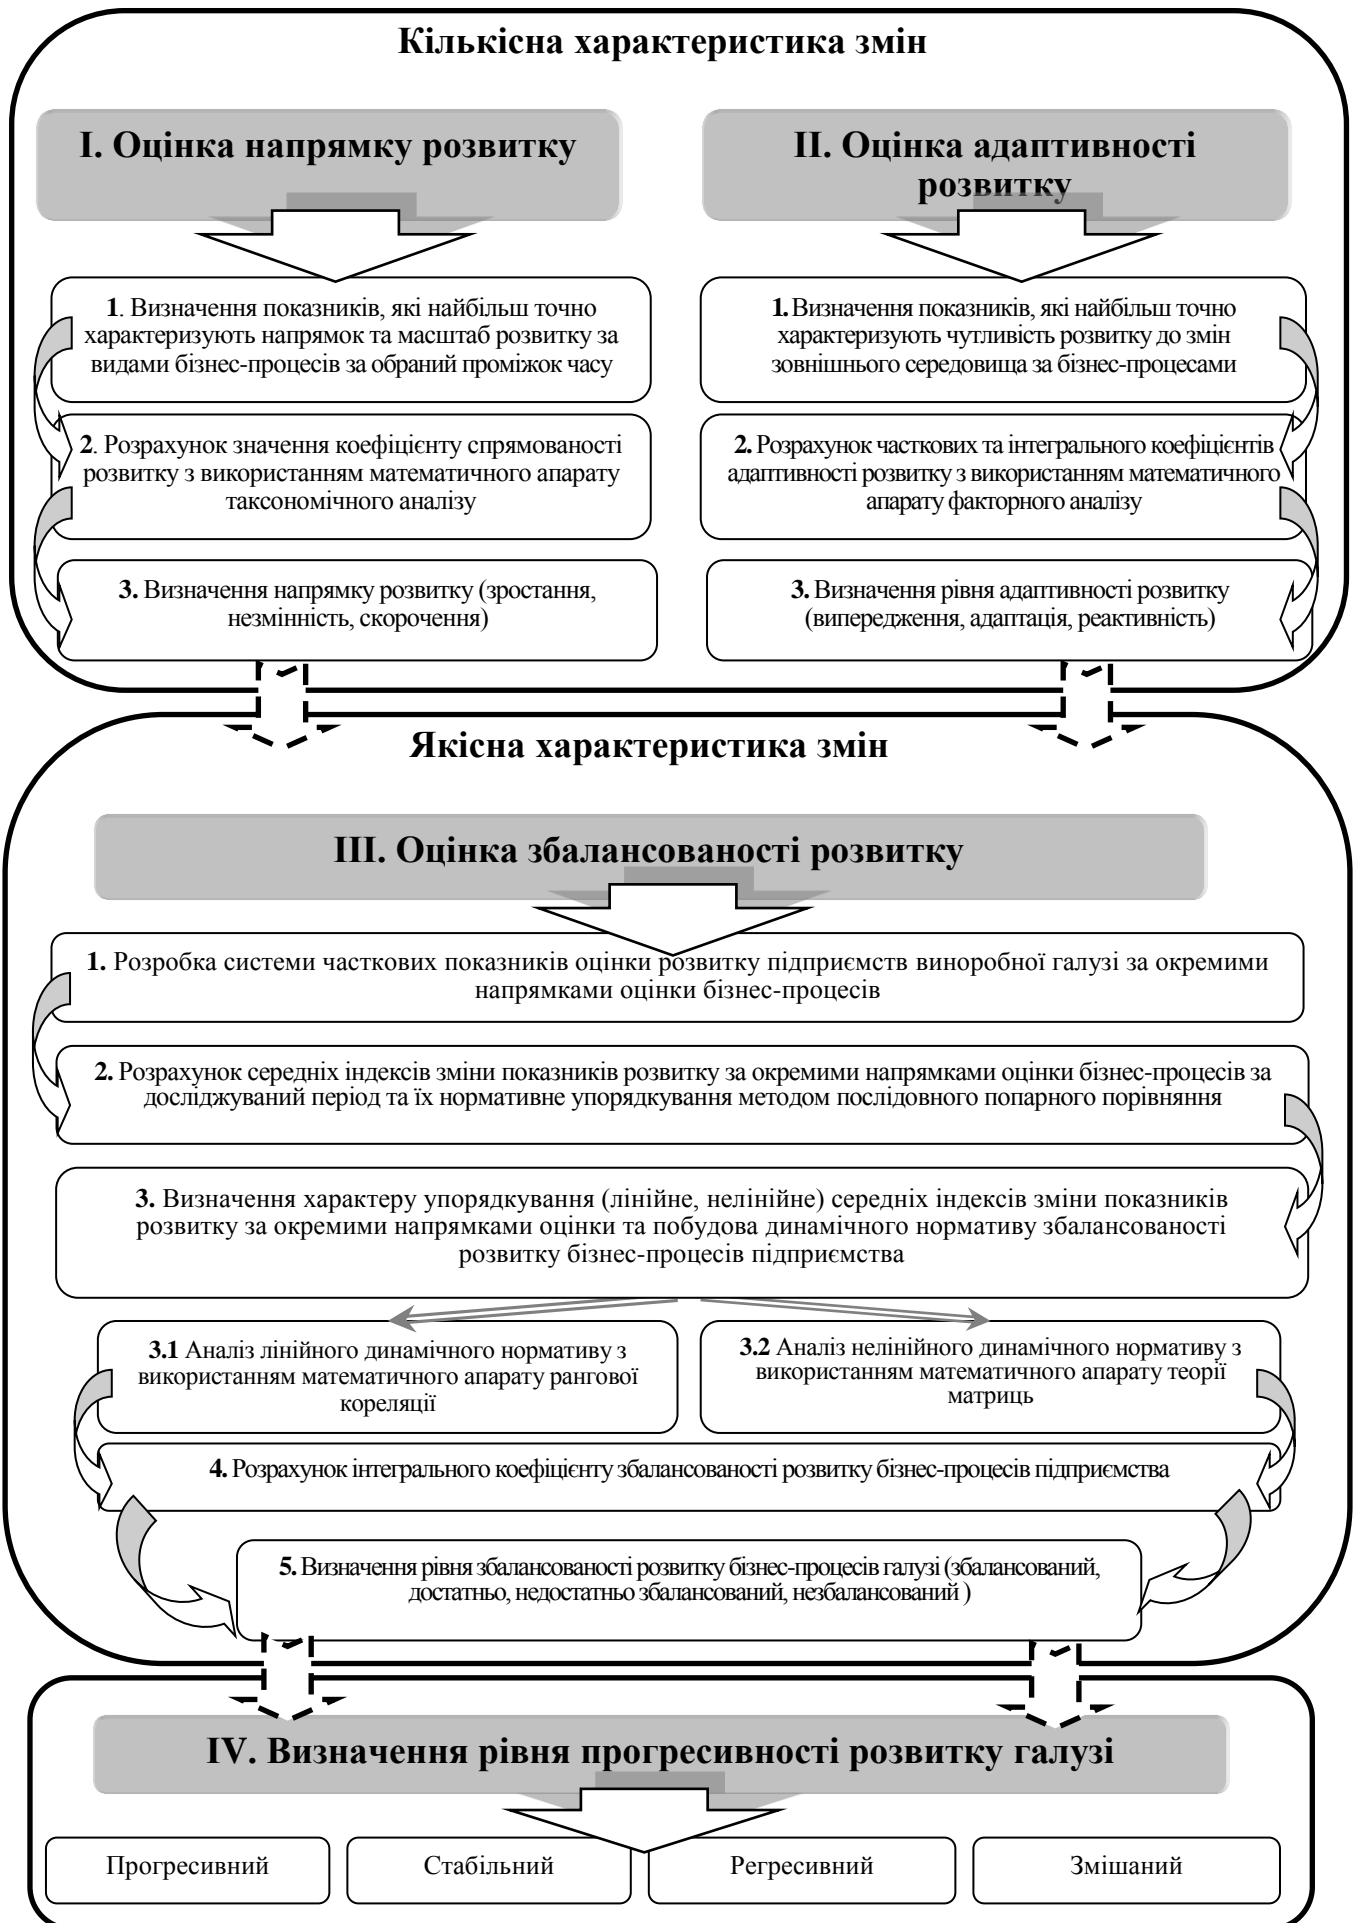 Кількісна характеристика змін
І. Оцінка напрямку розвитку
1. Визначення показників, які найбільш точно
характеризують напрямок та масштаб розвитку за
видами бізнес-процесів за обраний проміжок часу
2. Розрахунок значення коефіцієнту спрямованості
розвитку з використанням математичного апарату
таксономічного аналізу
3. Визначення напрямку розвитку (зростання,
незмінність, скорочення)
ІІ. Оцінка адаптивності
розвитку
1. Визначення показників, які найбільш точно
характеризують чутливість розвитку до змін
зовнішнього середовища за бізнес-процесами
2. Розрахунок часткових та інтегрального коефіцієнтів
адаптивності розвитку з використанням математичного
апарату факторного аналізу
3. Визначення рівня адаптивності розвитку
(випередження, адаптація, реактивність)
Якісна характеристика змін
ІІІ. Оцінка збалансованості розвитку
1. Розробка системи часткових показників оцінки розвитку підприємств виноробної галузі за окремими
напрямками оцінки бізнес-процесів
2. Розрахунок середніх індексів зміни показників розвитку за окремими напрямками оцінки бізнес-процесів за
досліджуваний період та їх нормативне упорядкування методом послідовного попарного порівняння
3. Визначення характеру упорядкування (лінійне, нелінійне) середніх індексів зміни показників
розвитку за окремими напрямками оцінки та побудова динамічного нормативу збалансованості
розвитку бізнес-процесів підприємства
3.1 Аналіз лінійного динамічного нормативу з
використанням математичного апарату рангової
кореляції
3.2 Аналіз нелінійного динамічного нормативу з
використанням математичного апарату теорії
матриць
4. Розрахунок інтегрального коефіцієнту збалансованості розвитку бізнес-процесів підприємства
5. Визначення рівня збалансованості розвитку бізнес-процесів галузі (збалансований,
достатньо, недостатньо збалансований, незбалансований )
IV. Визначення рівня прогресивності розвитку галузі
Прогресивний
Стабільний
Регресивний
Змішаний